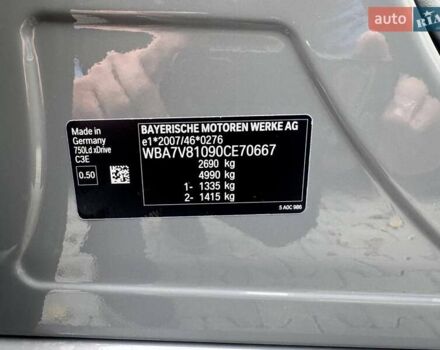 auto RIA
Made in
Germany
750Ld xDrive
C3E
0.50
BAYERISCHE MOTOREN WERKE AG
e1*2007/46*0276
WBA7V81090CE70667
2690 kg
4990 kg
1- 1335 kg
2- 1415 kg
5 A0C 986